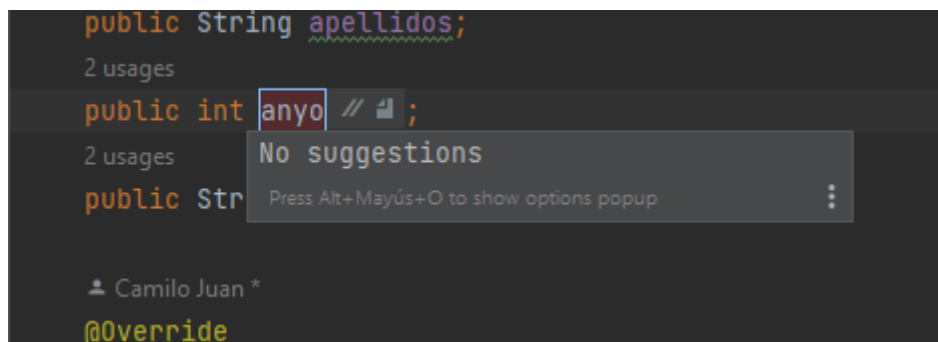 public String apellidos;
2 usages
public int anyo ;
No suggestions
2 usages
Press Alt+Mayús+O to show options popup
public Str
Camilo Juan *
@Override